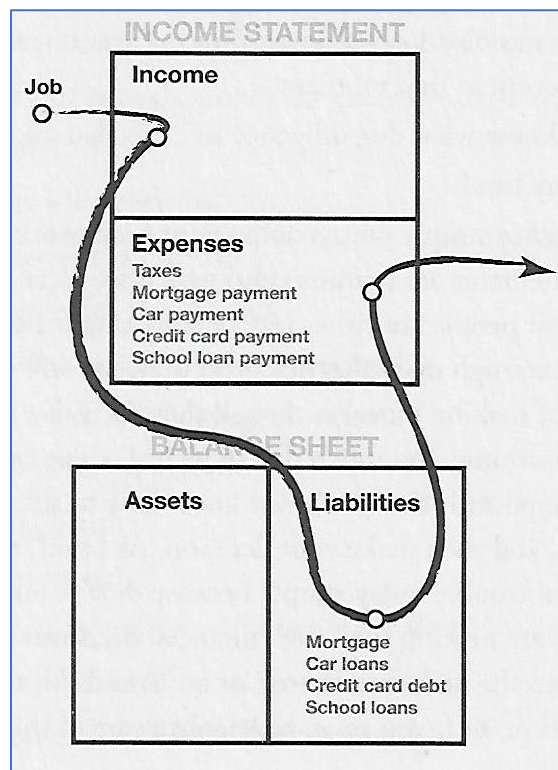 INCOME STATEMENT
Job
Income
Expenses
Taxes
Mortgage payment
Car payment
Credit card payment
School loan payment
BALANCE SHEET
Assets
Liabilities
Mortgage
Car loans
Credit card debt
School loans